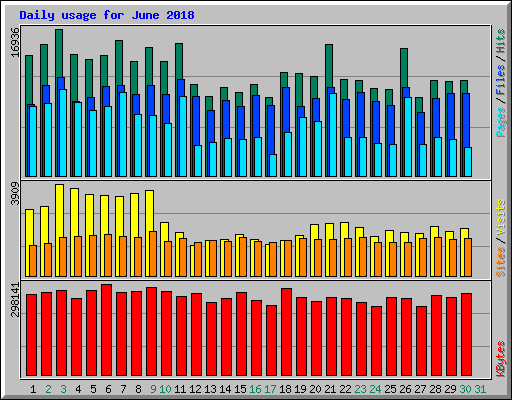 Daily usage for June 2018
16936
Pages / Files / Hits
3909
Sites / Visits
298141
KBytes
1 2 3 4 5 6 7 8 9 10 11 12 13 14 15 16 17 18 19 20 21 22 23 24 25 26 27 28 29 30 31